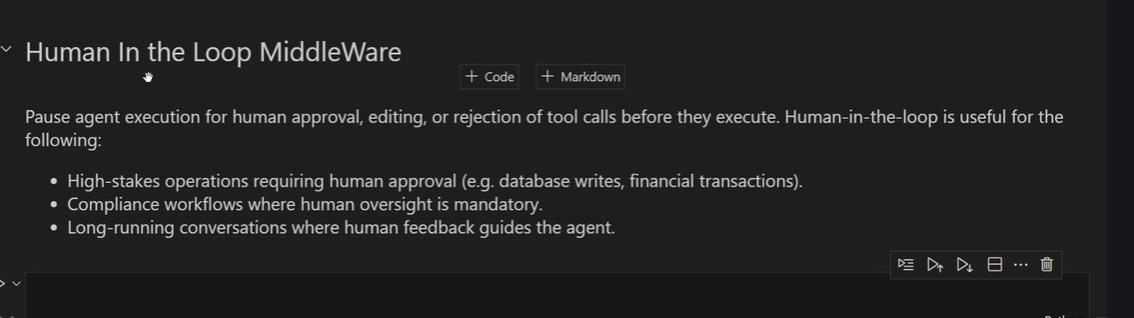 Human In the Loop MiddleWare
+ Code + Markdown
Pause agent execution for human approval, editing, or rejection of tool calls before they execute. Human-in-the-loop is useful for the
following:
• High-stakes operations requiring human approval (e.g. database writes, financial transactions).
• Compliance workflows where human oversight is mandatory.
• Long-running conversations where human feedback guides the agent.